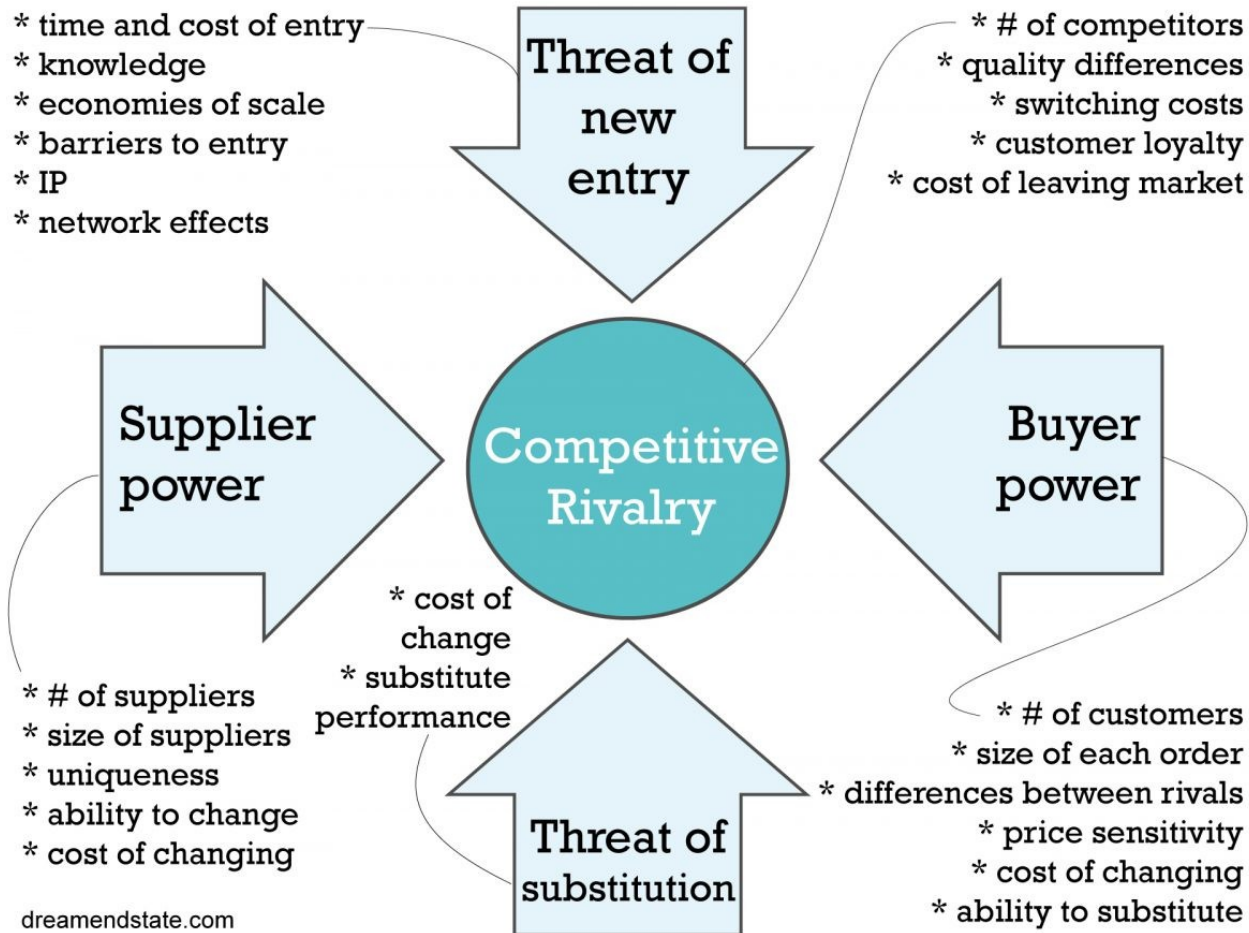 * time and cost of entry
* knowledge
* economies of scale
* barriers to entry
* IP
* network effects
Threat of
new
entry
* # of competitors
* quality differences
* switching costs
* customer loyalty
* cost of leaving market
Supplier
power
Competitive
Rivalry
Buyer
power
* # of suppliers
* size of suppliers
* uniqueness
* ability to change
* cost of changing
* cost of
change
* substitute
performance
Threat of
substitution
* # of customers
* size of each order
* differences between rivals
* price sensitivity
* cost of changing
* ability to substitute
dreamendstate.com